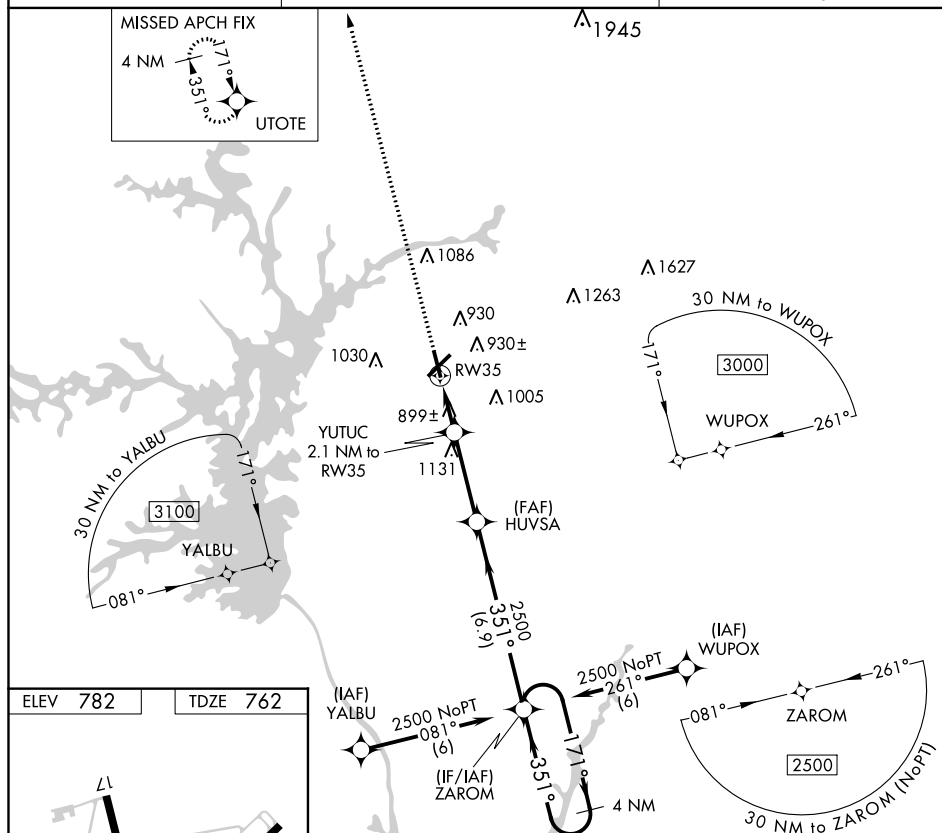 MISSED APCH FIX
4 NM
171°
351°
UTOTE
1945
1086
1627
1263
930
930±
1030
RW35
1005
899±
YUTUC
2.1 NM to
RW35
1131
30 NM to WUPOX
171°
3000
WUPOX
261°
30 NM to YALBU
171°
3100
YALBU
081°
(FAF)
HUVSA
2500
351°
(6.9)
(IAF)
WUPOX
2500 NoPT
261°
(6)
(IAF)
YALBU
2500 NoPT
081°
(6)
(IF/IAF)
ZAROM
351°
171°
4 NM
081°
261°
ZAROM
2500
30 NM to ZAROM (NoPT)
ELEV 782
TDZE 762
17